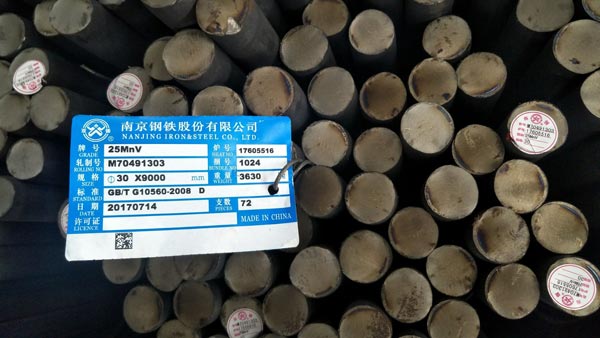 南京钢铁股份有限公司
NANJING IRON&STEEL CO., LTD.
牌号 GRADE 25MnV 炉号 HEAT NO 17605516
轧制号 ROLLING NO M70491303 捆号 BUNDLE NO 1024
规格 SIZE ⌀30 X9000 mm 重量 WEIGHT 3630
标准 STANDARD GB/T G10560-2008 D
日期 DATE 20170714 支数 PIECES 72
许可证 LICENCE MADE IN CHINA